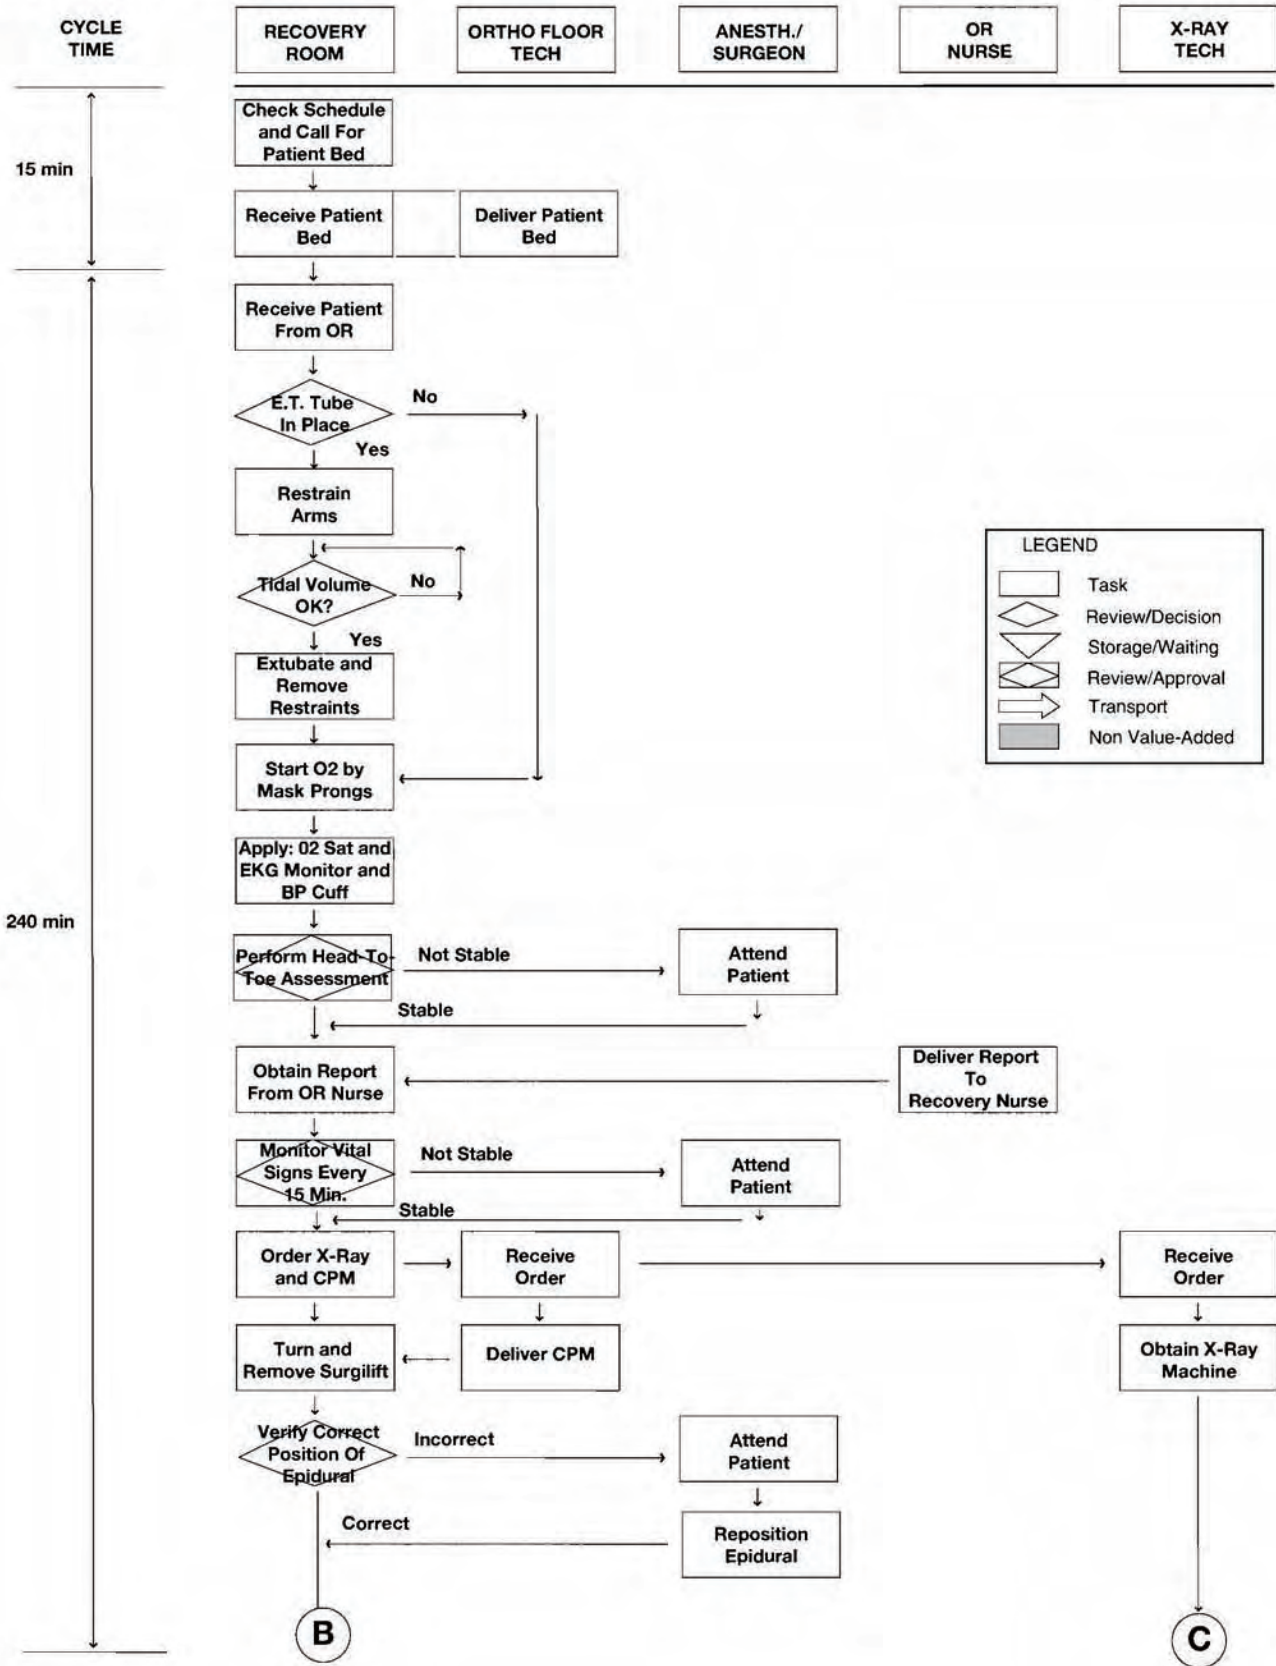 CYCLE
TIME
RECOVERY
ROOM
ORTHO FLOOR
TECH
ANESTH./
SURGEON
OR
NURSE
X-RAY
TECH
15 min
Check Schedule
and Call For
Patient Bed
Receive Patient
Bed
Deliver Patient
Bed
240 min
Receive Patient
From OR
E.T. Tube
In Place
No
Yes
Restrain
Arms
Tidal Volume
OK?
No
Yes
Extubate and
Remove
Restraints
Start O2 by
Mask Prongs
Apply: 02 Sat and
EKG Monitor and
BP Cuff
Perform Head-To-
Toe Assessment
Not Stable
Attend
Patient
Stable
Obtain Report
From OR Nurse
Deliver Report
To
Recovery Nurse
Monitor Vital
Signs Every
15 Min.
Not Stable
Attend
Patient
Stable
Order X-Ray
and CPM
Receive
Order
Receive
Order
Turn and
Remove Surgilift
Deliver CPM
Obtain X-Ray
Machine
Verify Correct
Position Of
Epidural
Incorrect
Attend
Patient
Correct
Reposition
Epidural
B
C
LEGEND
Task
Review/Decision
Storage/Waiting
Review/Approval
Transport
Non Value-Added